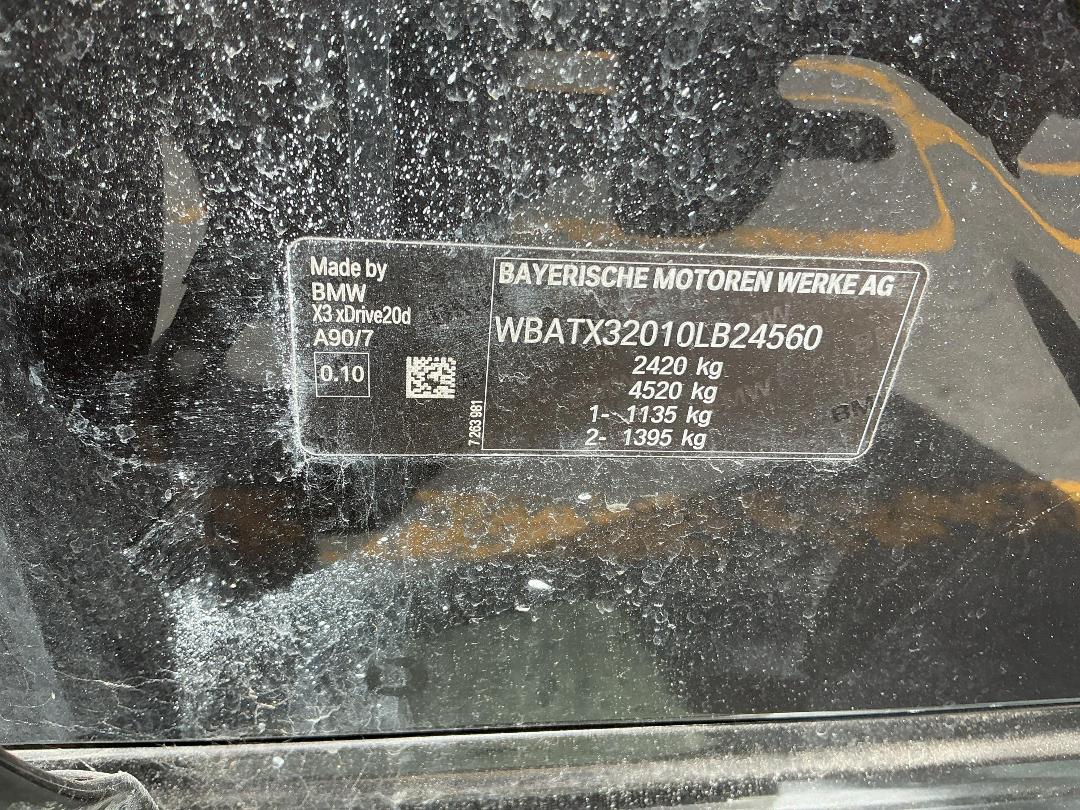 Made by
BMW
X3 xDrive20d
A90/7
0.10
7 263 981
BAYERISCHE MOTOREN WERKE AG
WBATX32010LB24560
2420 kg
4520 kg
1- 1135 kg
2- 1395 kg
BMW